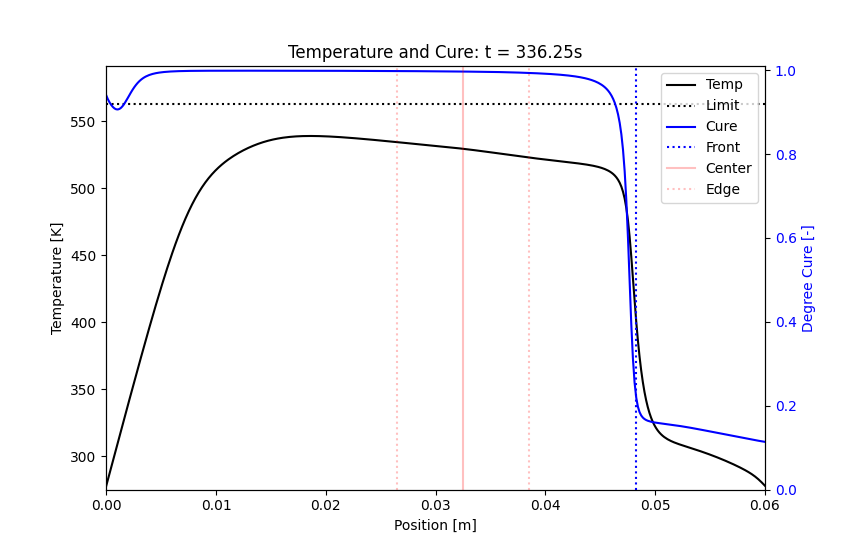 Temperature and Cure: t = 336.25s
Temp
Limit
Cure
Front
Center
Edge
550
500
450
400
350
300
Temperature [K]
1.0
0.8
0.6
0.4
0.2
0.0
Degree Cure [-]
0.00 0.01 0.02 0.03 0.04 0.05 0.06
Position [m]